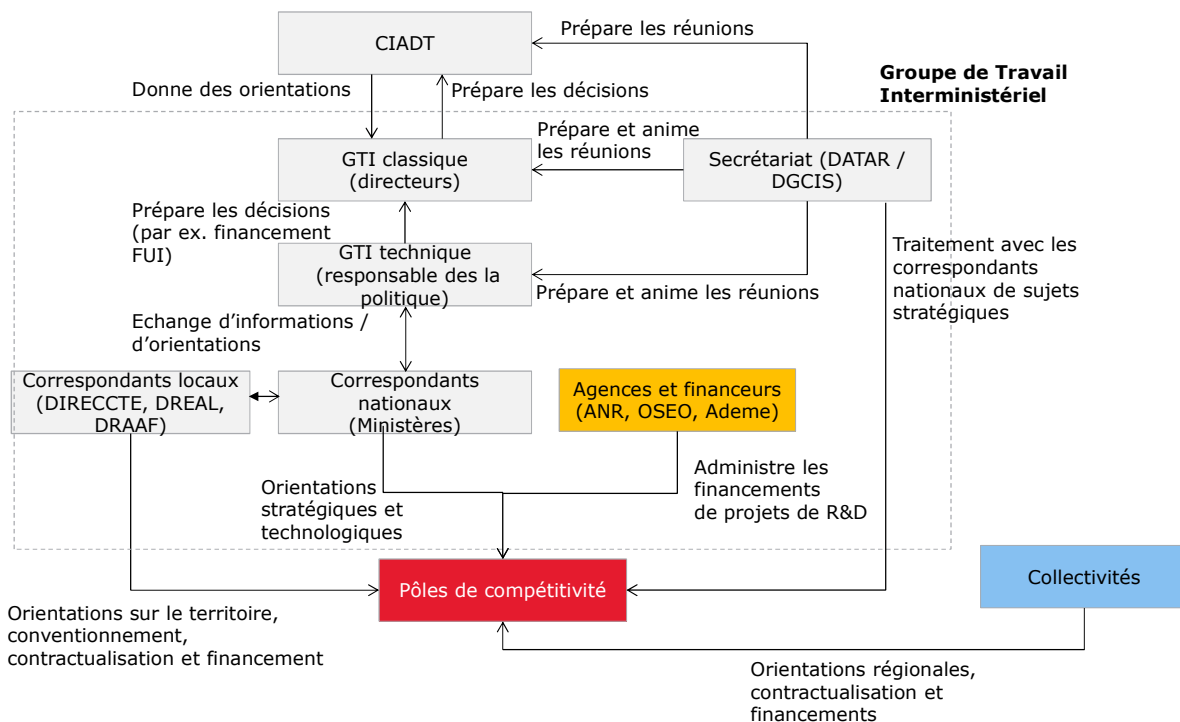 Prépare les réunions
CIADT
Groupe de Travail
Interministériel
Donne des orientations
Prépare les décisions
Prépare et anime
les réunions
GTI classique
(directeurs)
Secrétariat (DATAR /
DGCIS)
Prépare les décisions
(par ex. financement
FUI)
GTI technique
(responsable des la
politique)
Traitement avec les
correspondants
nationaux de sujets
stratégiques
Prépare et anime les réunions
Echange d’informations /
d’orientations
Correspondants locaux
(DIRECCTE, DREAL,
DRAAF)
Correspondants
nationaux
(Ministères)
Agences et financeurs
(ANR, OSEO, Ademe)
Orientations
stratégiques et
technologiques
Administre les
financements
de projets de R&D
Pôles de compétitivité
Collectivités
Orientations sur le territoire,
conventionnement,
contractualisation et financement
Orientations régionales,
contractualisation et
financements